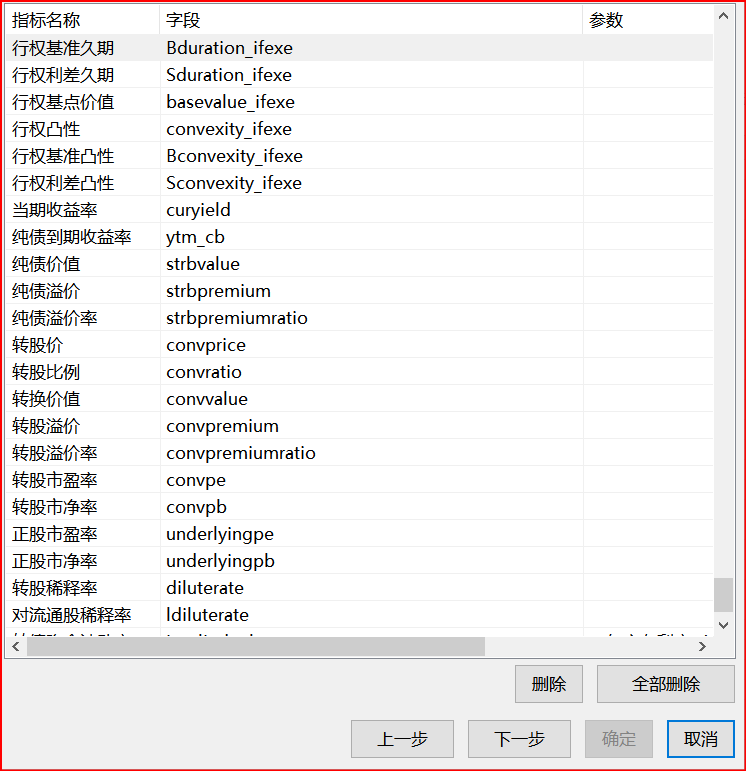 指标名称 字段 参数
行权基准久期 Bduration_ifexe
行权利差久期 Sduration_ifexe
行权基点价值 basevalue_ifexe
行权凸性 convexity_ifexe
行权基准凸性 Bconvexity_ifexe
行权利差凸性 Sconvexity_ifexe
当期收益率 curyield
纯债到期收益率 ytm_cb
纯债价值 strbvalue
纯债溢价 strbpremium
纯债溢价率 strbpremiumratio
转股价 convprice
转股比例 convratio
转换价值 convvalue
转股溢价 convpremium
转股溢价率 convpremiumratio
转股市盈率 convpe
转股市净率 convpb
正股市盈率 underlyingpe
正股市净率 underlyingpb
转股稀释率 diluterate
对流通股稀释率 ldiluterate
删除 全部删除
上一步 下一步 确定 取消